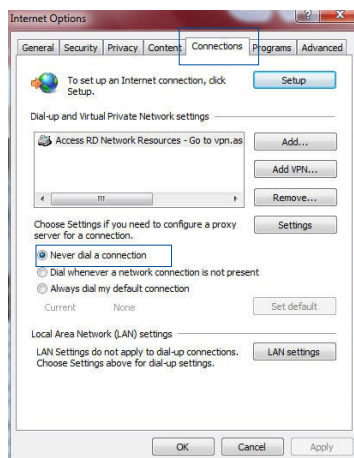 Internet Options
General Security Privacy Content Connections Programs Advanced
To set up an Internet connection, click
Setup.
Setup
Dial-up and Virtual Private Network settings
Access RD Network Resources - Go to vpn.as
Add...
Add VPN...
Remove...
Choose Settings if you need to configure a proxy
server for a connection.
Settings
Never dial a connection
Dial whenever a network connection is not present
Always dial my default connection
Current None
Set default
Local Area Network (LAN) settings
LAN Settings do not apply to dial-up connections.
Choose Settings above for dial-up settings.
LAN settings
OK Cancel Apply